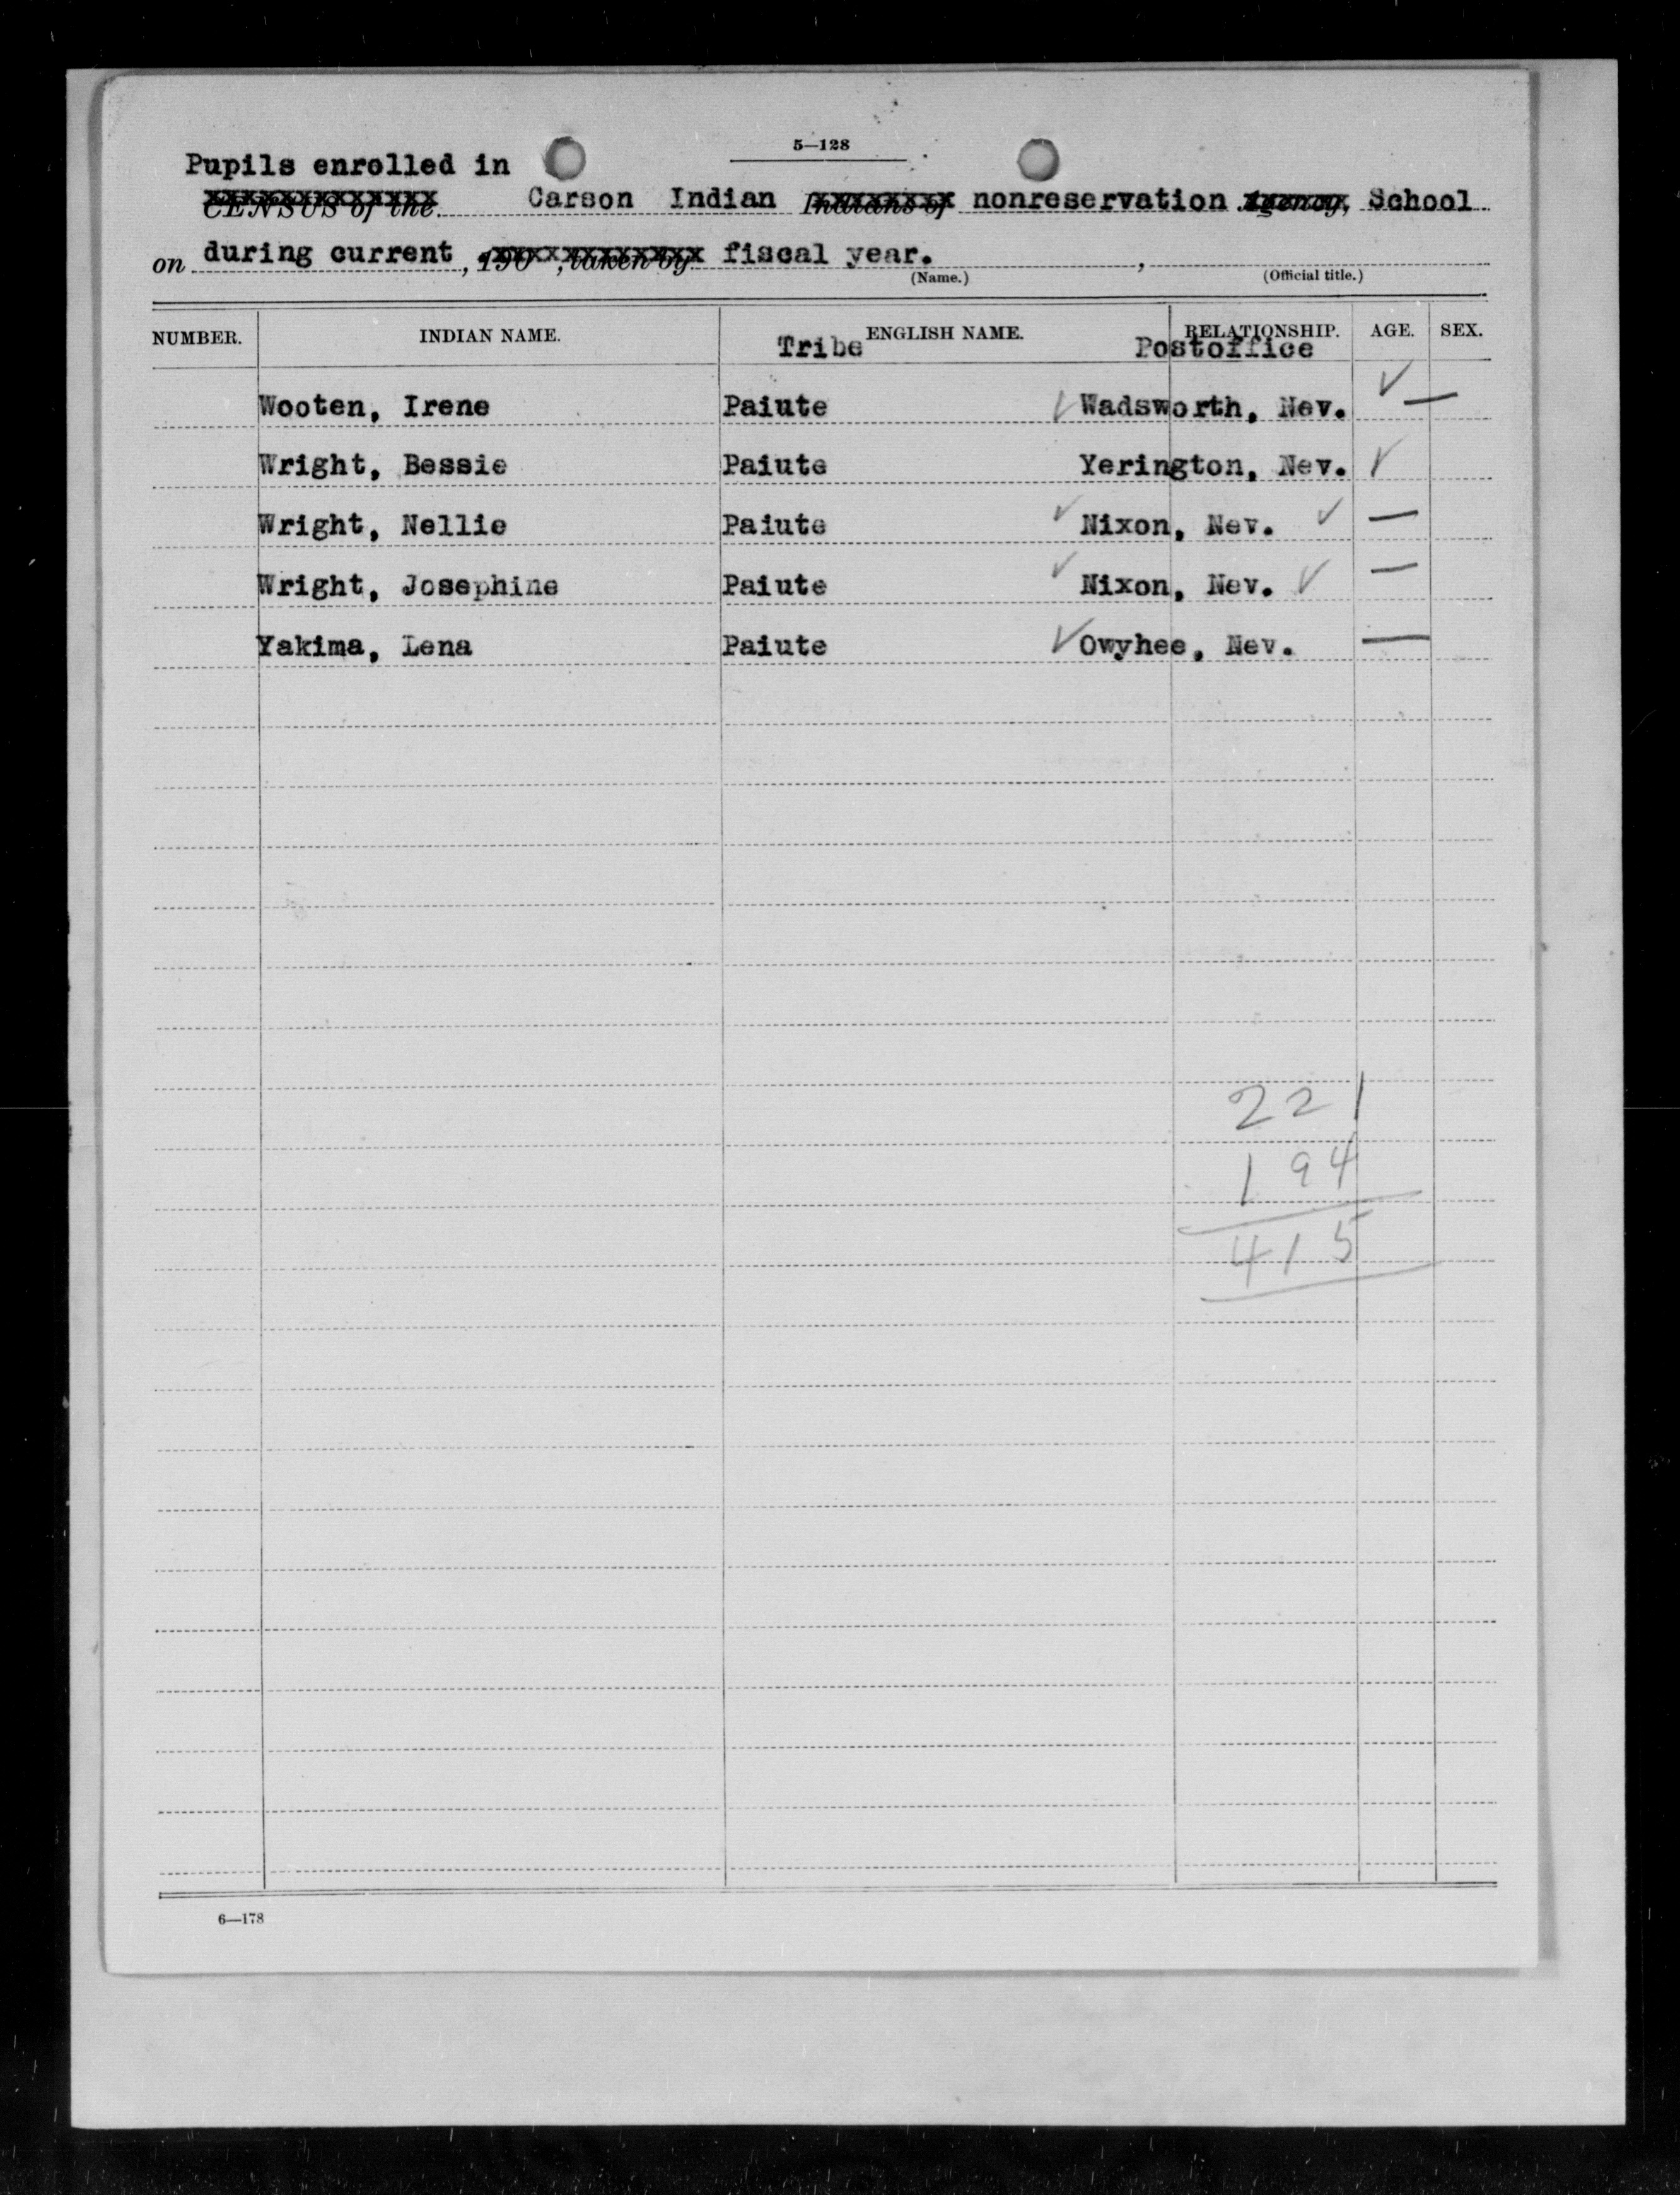 5—128
Pupils enrolled in
CENSUS of the Carson Indian Indians of nonreservation Agency, School
on during current , 190 , taken by fiscal year. ,
(Name.) (Official title.)
NUMBER. INDIAN NAME. ENGLISH NAME. RELATIONSHIP. AGE. SEX.
Tribe Postoffice
Wooten, Irene Paiute ✓ Wadsworth, Nev. ✓ —
Wright, Bessie Paiute Yerington, Nev. ✓
Wright, Nellie Paiute ✓ Nixon, Nev. ✓ —
Wright, Josephine Paiute ✓ Nixon, Nev. ✓ —
Yakima, Lena Paiute ✓ Owyhee, Nev. —
221
194
415
6—178